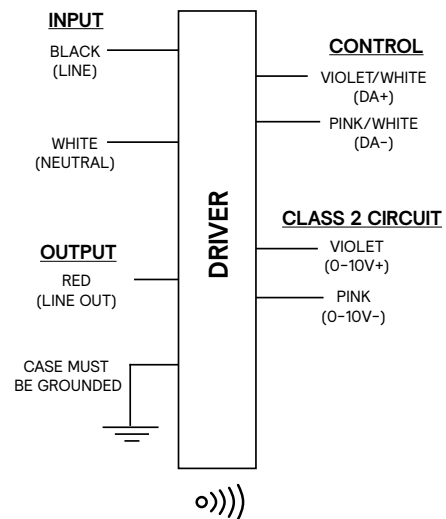 INPUT
BLACK
(LINE)
WHITE
(NEUTRAL)
OUTPUT
RED
(LINE OUT)
CASE MUST
BE GROUNDED
DRIVER
CONTROL
VIOLET/WHITE
(DA+)
PINK/WHITE
(DA-)
CLASS 2 CIRCUIT
VIOLET
(0-10V+)
PINK
(0-10V-)